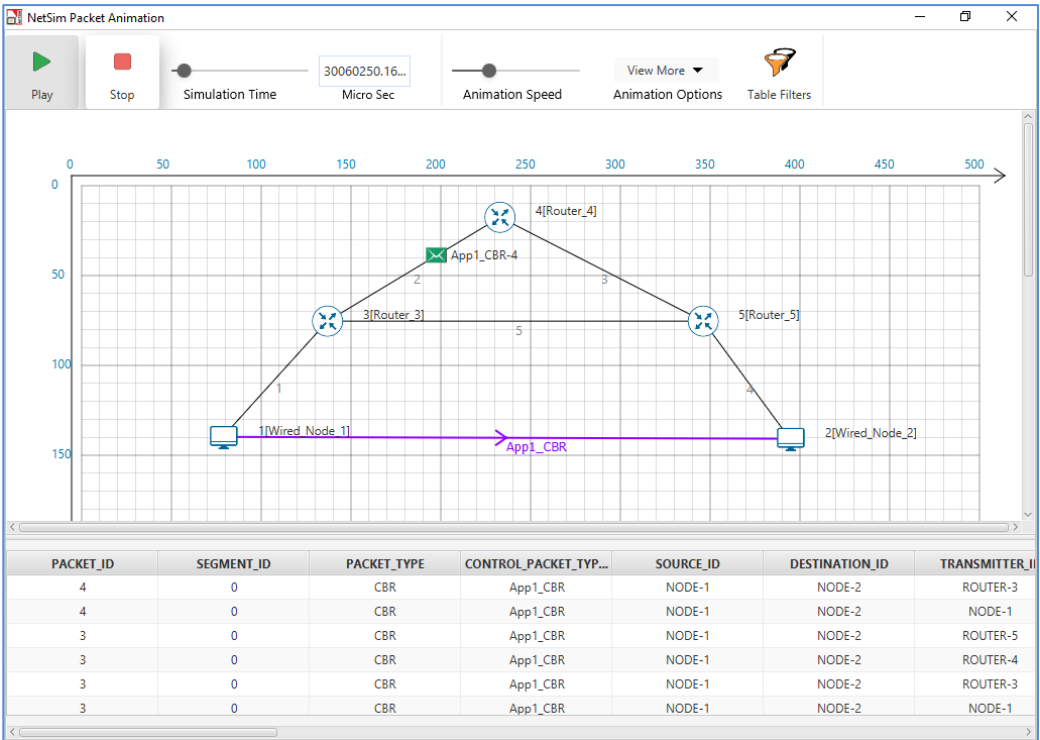 NetSim Packet Animation
Play
Stop
Simulation Time
30060250.16...
Micro Sec
Animation Speed
View More
Animation Options
Table Filters
0 50 100 150 200 250 300 350 400 450 500
0
4[Router_4]
App1_CBR-4
50
2
3
3[Router_3]
5[Router_5]
5
100
1
4
1[Wired_Node_1]
2[Wired_Node_2]
App1_CBR
150
PACKET_ID SEGMENT_ID PACKET_TYPE CONTROL_PACKET_TYP... SOURCE_ID DESTINATION_ID TRANSMITTER_I
4 0 CBR App1_CBR NODE-1 NODE-2 ROUTER-3
4 0 CBR App1_CBR NODE-1 NODE-2 NODE-1
3 0 CBR App1_CBR NODE-1 NODE-2 ROUTER-5
3 0 CBR App1_CBR NODE-1 NODE-2 ROUTER-4
3 0 CBR App1_CBR NODE-1 NODE-2 ROUTER-3
3 0 CBR App1_CBR NODE-1 NODE-2 NODE-1